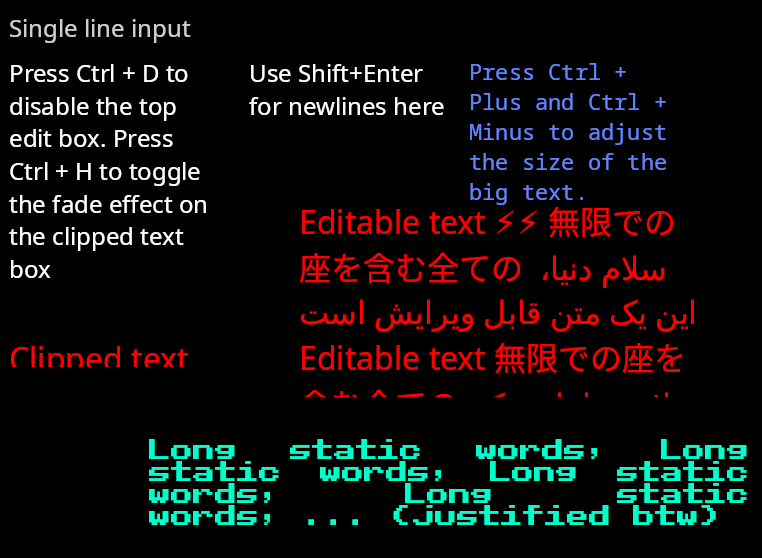 Single line input
Press Ctrl + D to
disable the top
edit box. Press
Ctrl + H to toggle
the fade effect on
the clipped text
box
Use Shift+Enter
for newlines here
Press Ctrl +
Plus and Ctrl +
Minus to adjust
the size of the
big text.
Editable text ⚡⚡ 無限での
座を含む全ての سلام دنیا،
این یک متن قابل ویرایش است
Editable text 無限での座を
Clipped text
Long static words, Long
static words, Long static
words, Long static
words, ... (justified btw)